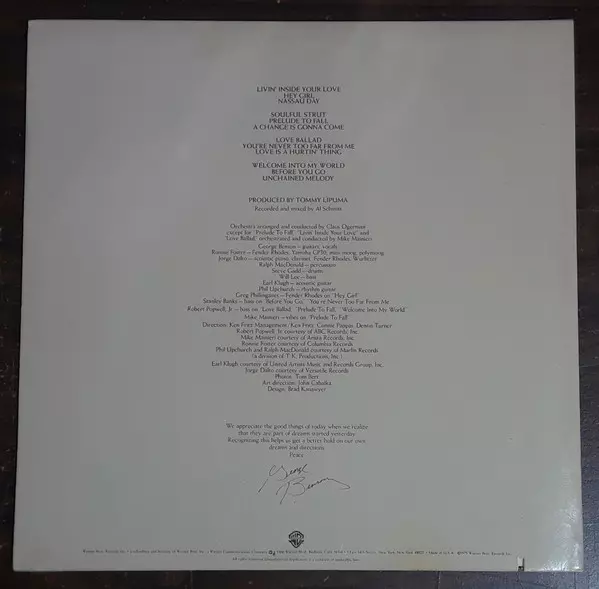 LIVIN' INSIDE YOUR LOVE
HEY GIRL
NASSAU DAY
SOULFUL STRUT
PRELUDE TO FALL
A CHANGE IS GONNA COME
LOVE BALLAD
YOU'RE NEVER TOO FAR FROM ME
LOVE IS A HURTIN' THING
WELCOME INTO MY WORLD
BEFORE YOU GO
UNCHAINED MELODY
PRODUCED BY TOMMY LIPUMA
Recorded and mixed by Al Schmitt
Orchestra arranged and conducted by Claus Ogerman
except for "Prelude To Fall", "Livin' Inside Your Love" and
"Love Ballad," orchestrated and conducted by Mike Mainieri
George Benson – guitars, vocals
Ronnie Foster – Fender Rhodes, Yamaha CP70, mini-moog, polymoog
Jorge Dalto – acoustic piano, clavinet, Fender Rhodes, Wurlitzer
Ralph MacDonald – percussion
Steve Gadd – drums
Will Lee – bass
Earl Klugh – acoustic guitar
Phil Upchurch – rhythm guitar
Greg Phillinganes – Fender Rhodes on "Hey Girl"
Stanley Banks – bass on "Before You Go," "You're Never Too Far From Me"
Robert Popwell, Jr. – bass on "Love Ballad," "Prelude To Fall," "Welcome Into My World"
Mike Mainieri – vibes on "Prelude To Fall"
Direction: Ken Fritz Management: Ken Fritz, Connie Pappas, Dennis Turner
Robert Popwell, Jr. courtesy of ABC Records, Inc.
Mike Mainieri courtesy of Arista Records, Inc.
Ronnie Foster courtesy of Columbia Records
Phil Upchurch and Ralph MacDonald courtesy of Marlin Records
(a division of T.K. Productions, Inc.)
Earl Klugh courtesy of United Artists Music and Records Group, Inc.
Jorge Dalto courtesy of Versatile Records
Photos: Tom Bert
Art direction: John Cabalka
Design: Brad Kanawyer
We appreciate the good things of today when we realize
that they are part of dreams started yesterday
Recognizing this helps us get a better hold on our own
dreams and directions
Peace
George Benson